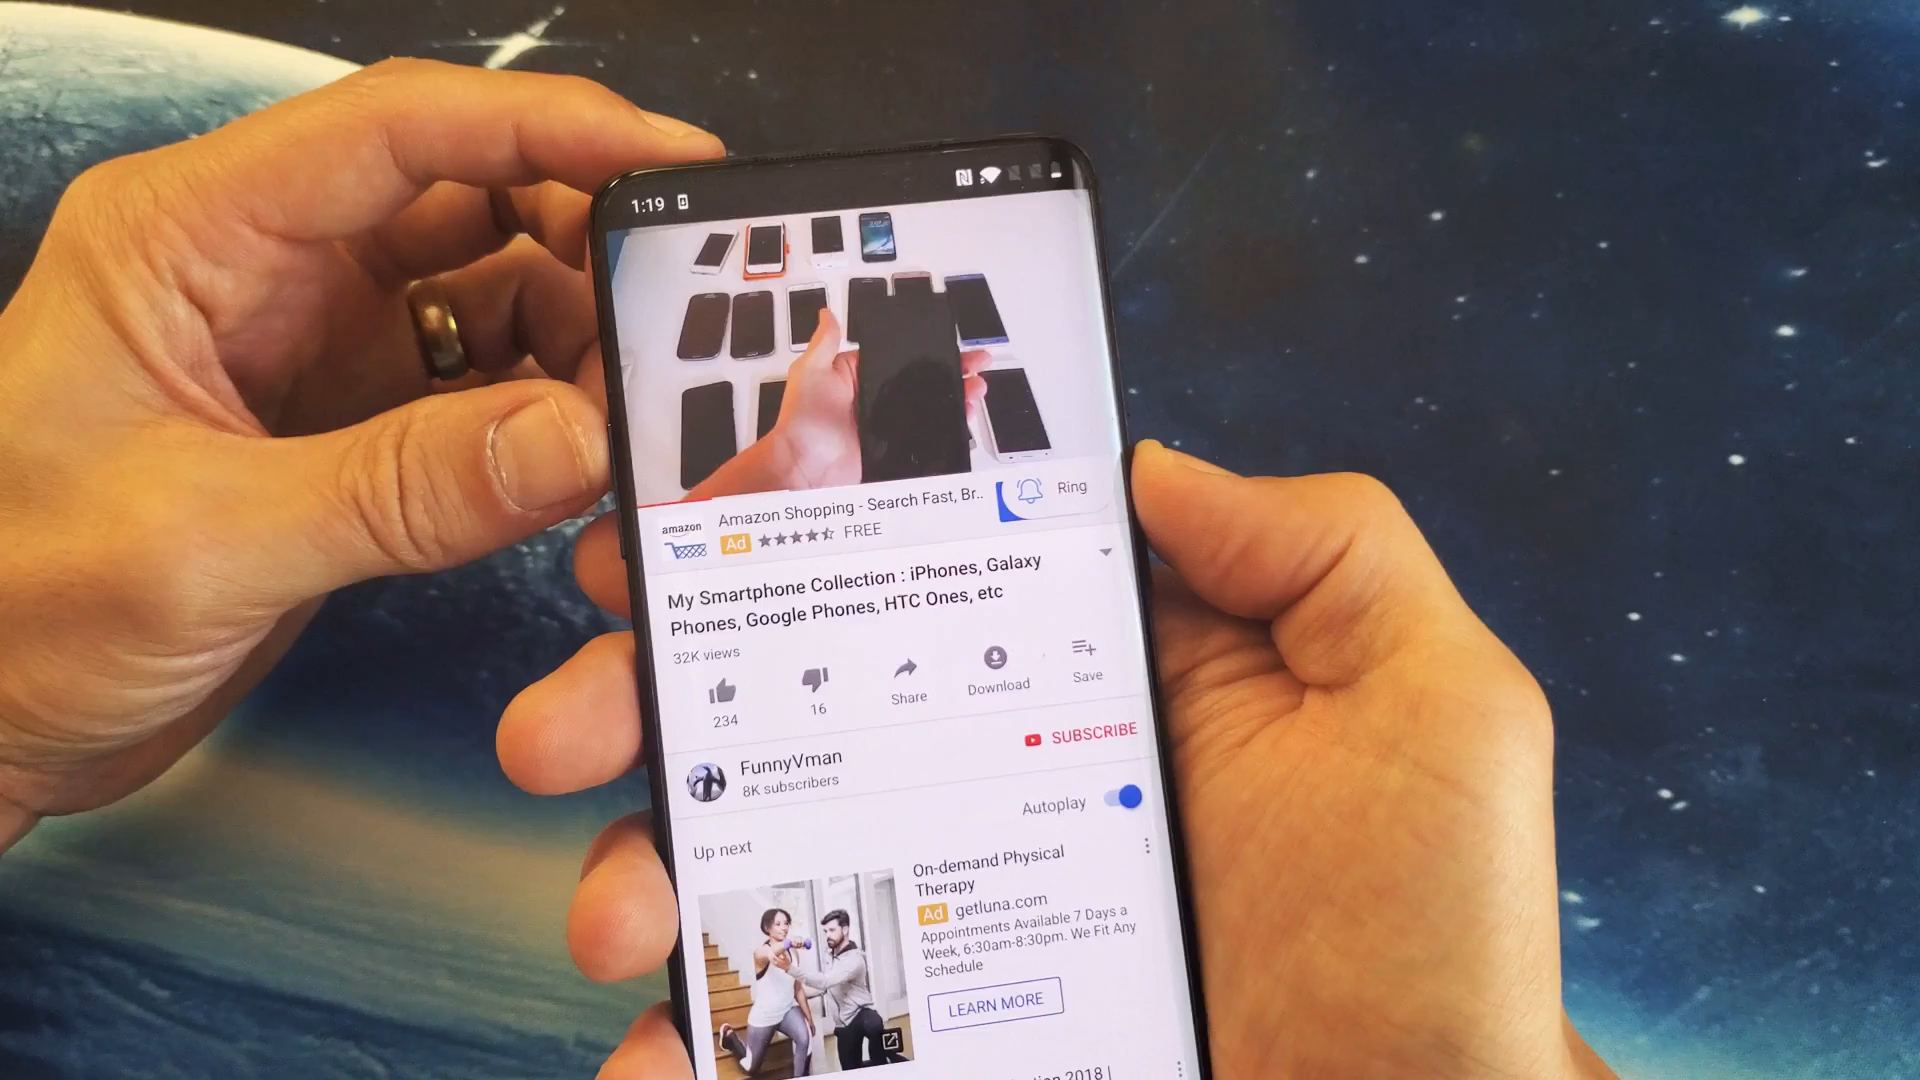 1:19
amazon
Amazon Shopping - Search Fast, Br..
Ad FREE
Ring
My Smartphone Collection : iPhones, Galaxy
Phones, Google Phones, HTC Ones, etc
32K views
234
16
Share
Download
Save
FunnyVman
8K subscribers
SUBSCRIBE
Autoplay
Up next
On-demand Physical
Therapy
Ad getluna.com
Appointments Available 7 Days a
Week, 6:30am-8:30pm. We Fit Any
Schedule
LEARN MORE
2018 |